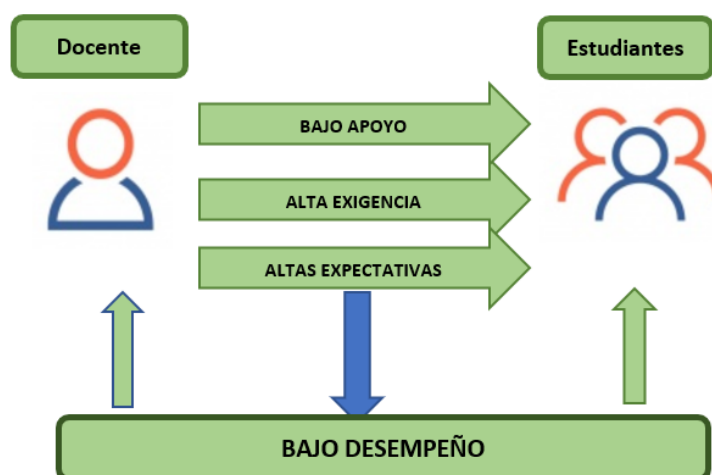 Docente
Estudiantes
BAJO APOYO
ALTA EXIGENCIA
ALTAS EXPECTATIVAS
BAJO DESEMPEÑO